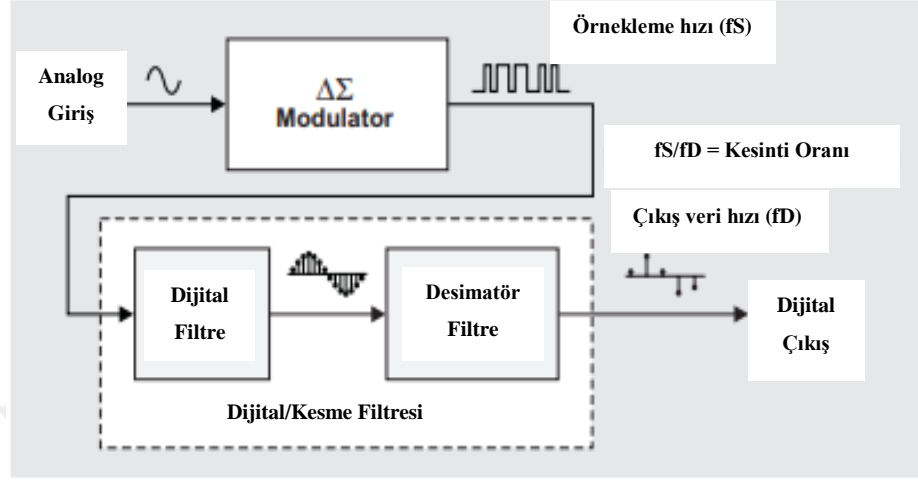 Örnekleme hızı (fS)
Analog
Giriş
ΔΣ
Modulator
fS/fD = Kesinti Oranı
Çıkış veri hızı (fD)
Dijital
Filtre
Desimatör
Filtre
Dijital
Çıkış
Dijital/Kesme Filtresi